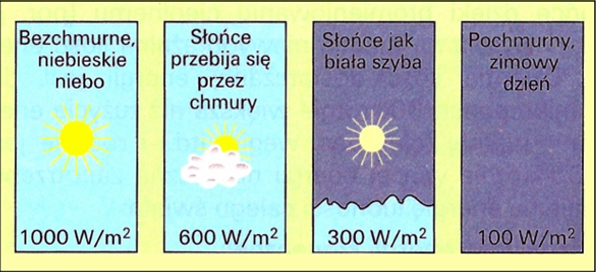 Bezchmurne,
niebieskie
niebo
1000 W/m²
Słońce
przebija się
przez
chmury
600 W/m²
Słońce jak
biała szyba
300 W/m²
Pochmurny,
zimowy
dzień
100 W/m²